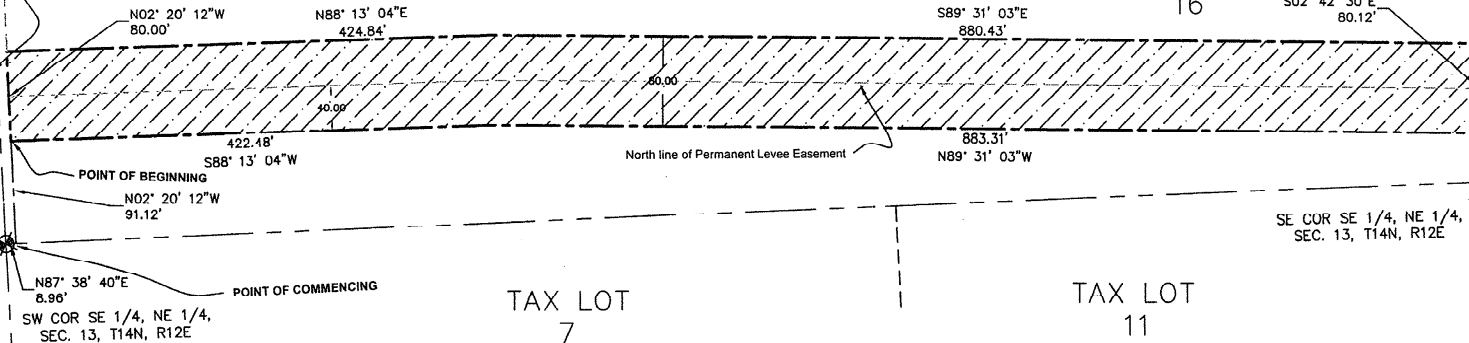 N02° 20' 12"W
80.00'
N88° 13' 04"E
424.84'
S89° 31' 03"E
880.43'
16
S02° 42' 30"E
80.12'
80.00
40.00
422.48'
S88° 13' 04"W
North line of Permanent Levee Easement
883.31'
N89° 31' 03"W
POINT OF BEGINNING
N02° 20' 12"W
91.12'
SE COR SE 1/4, NE 1/4,
SEC. 13, T14N, R12E
N87° 38' 40"E
8.96'
POINT OF COMMENCING
SW COR SE 1/4, NE 1/4,
SEC. 13, T14N, R12E
TAX LOT
7
TAX LOT
11